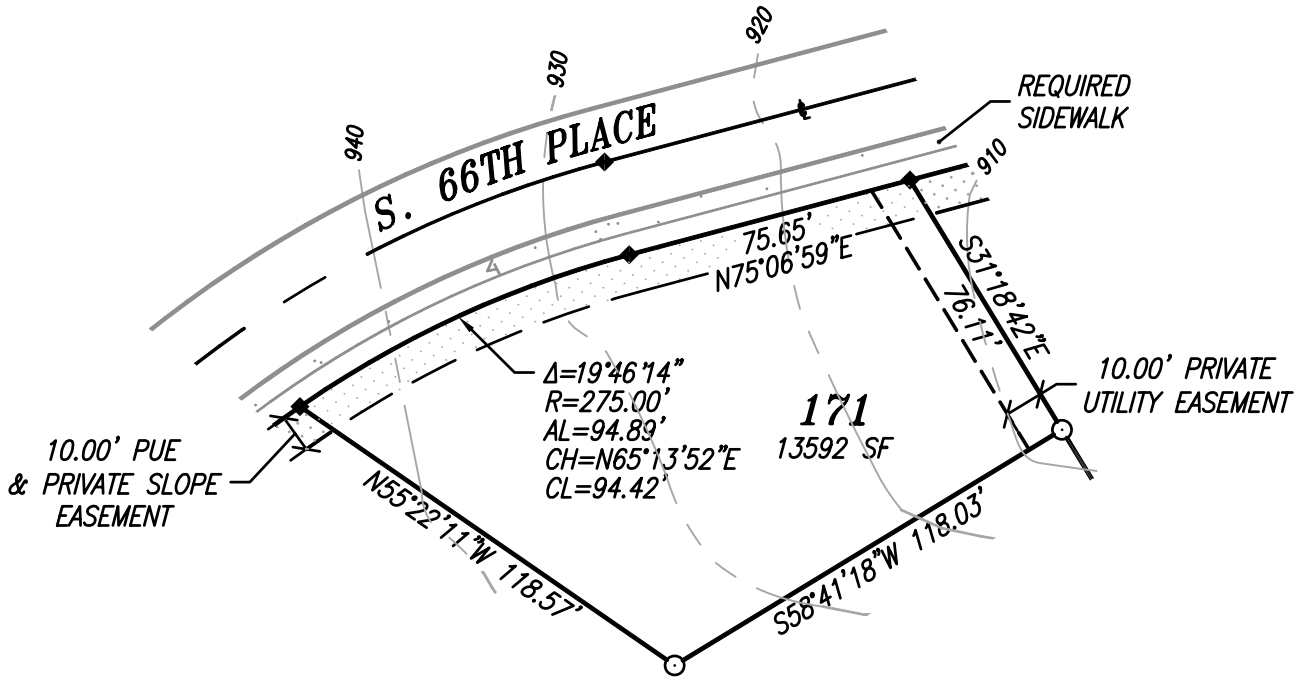 920
930
940
S. 66TH PLACE
REQUIRED
SIDEWALK
910
75.65'
N75°06'59"E
S31°18'42"E
76.11'
Δ=19°46'14"
R=275.00'
AL=94.89'
CH=N65°13'52"E
CL=94.42'
171
13592 SF
10.00' PRIVATE
UTILITY EASEMENT
10.00' PUE
& PRIVATE SLOPE
EASEMENT
N55°22'11"W 118.57'
S58°41'18"W 118.03'